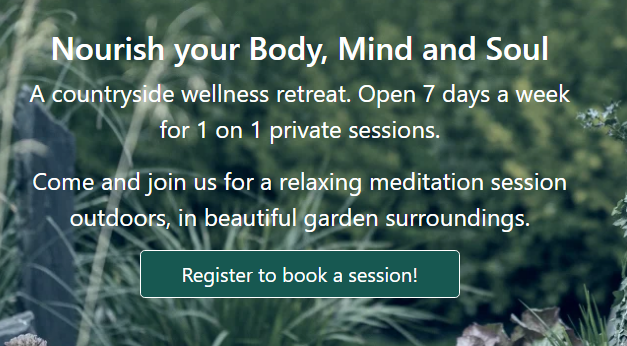 Nourish your Body, Mind and Soul
A countryside wellness retreat. Open 7 days a week
for 1 on 1 private sessions.
Come and join us for a relaxing meditation session
outdoors, in beautiful garden surroundings.
Register to book a session!